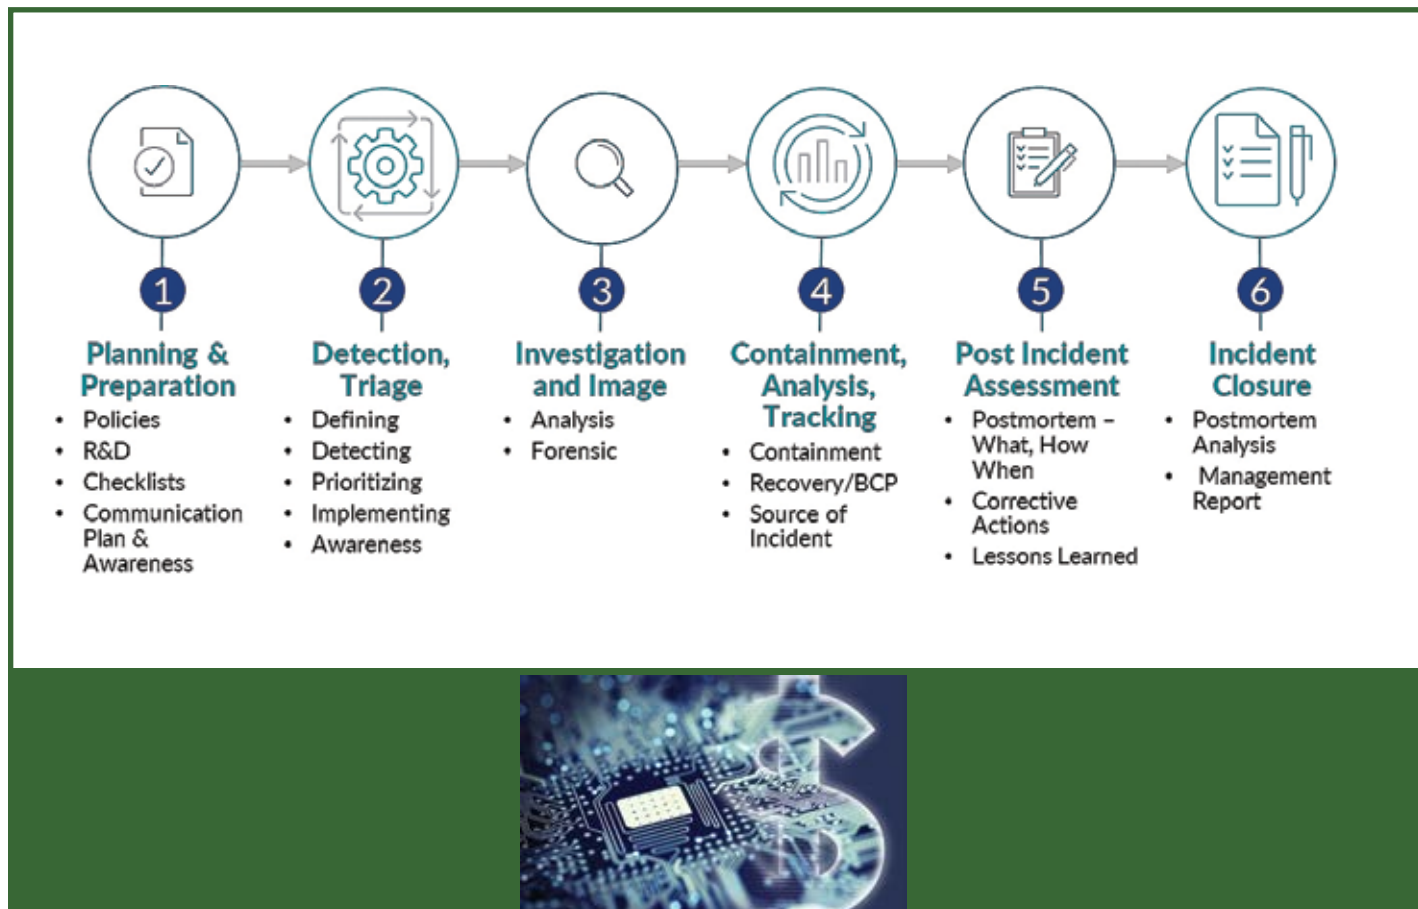 1
Planning &
Preparation
• Policies
• R&D
• Checklists
• Communication
Plan &
Awareness
2
Detection,
Triage
• Defining
• Detecting
• Prioritizing
• Implementing
• Awareness
3
Investigation
and Image
• Analysis
• Forensic
4
Containment,
Analysis,
Tracking
• Containment
• Recovery/BCP
• Source of
Incident
5
Post Incident
Assessment
• Postmortem –
What, How
When
• Corrective
Actions
• Lessons Learned
6
Incident
Closure
• Postmortem
Analysis
• Management
Report
$